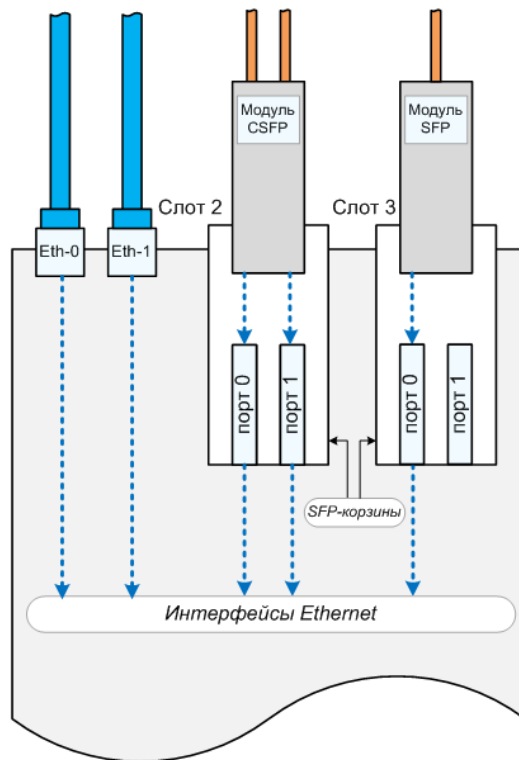 Модуль
CSFP
Модуль
SFP
Слот 2
Слот 3
Eth-0
Eth-1
порт 0
порт 1
порт 0
порт 1
SFP-корзины
Интерфейсы Ethernet